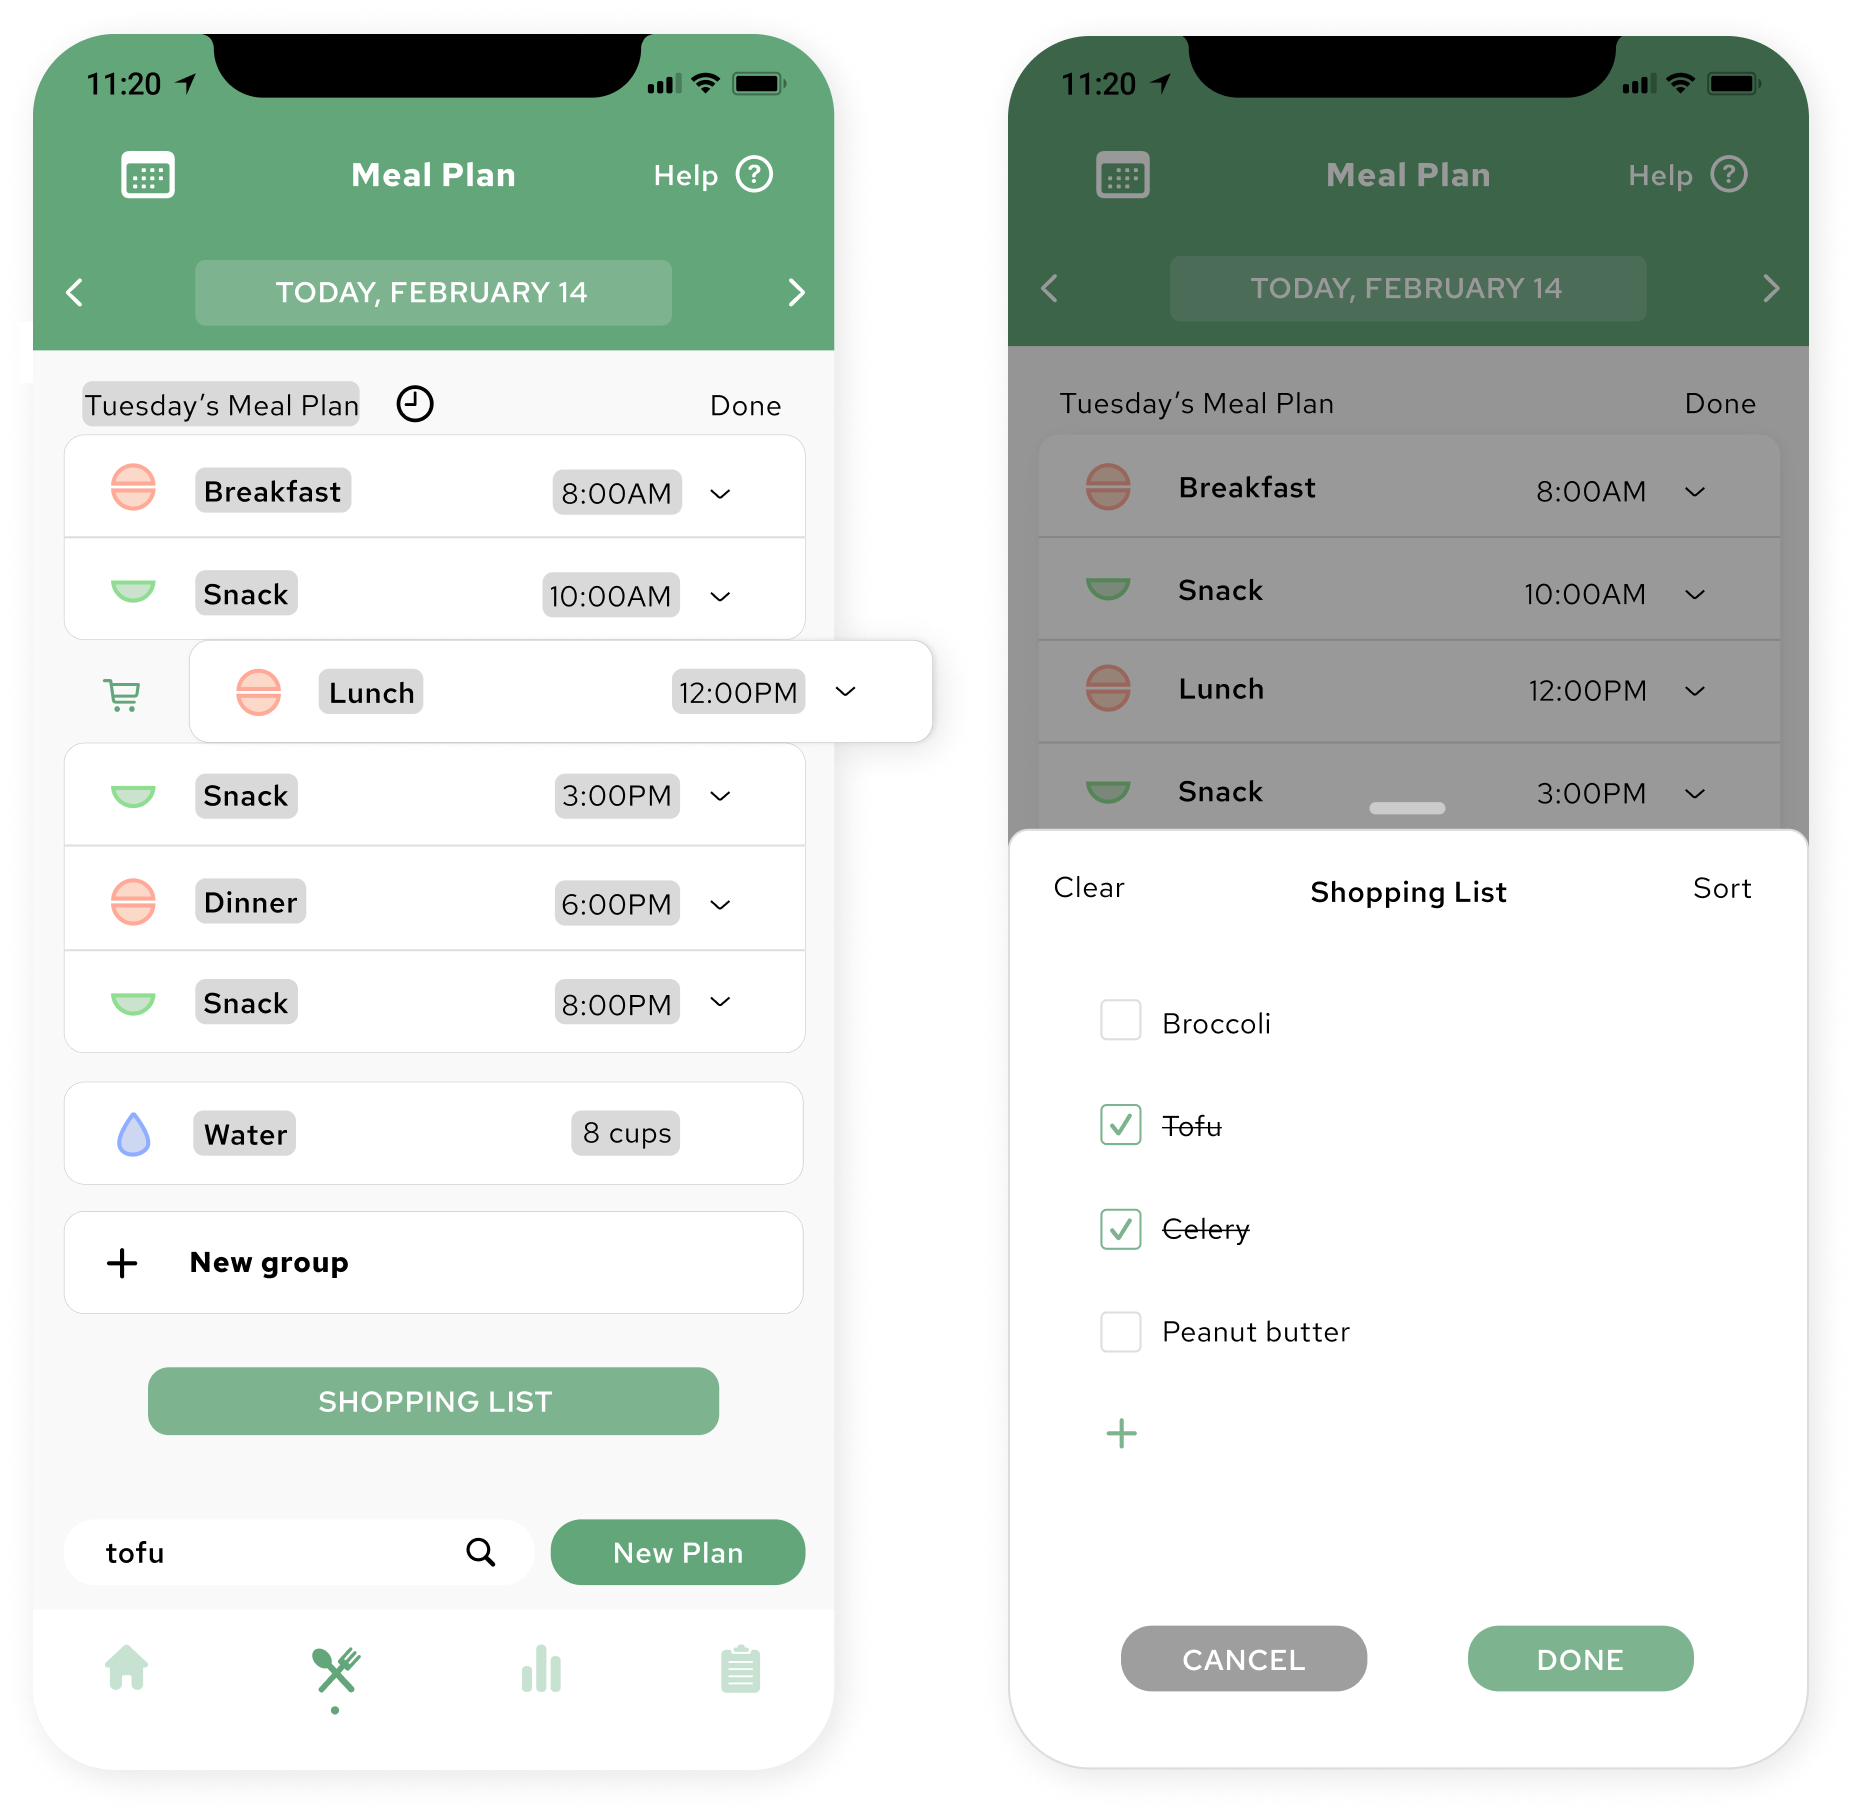 11:20
Meal Plan
Help ?
TODAY, FEBRUARY 14
Tuesday’s Meal Plan
Done
Breakfast 8:00AM
Snack 10:00AM
Lunch 12:00PM
Snack 3:00PM
Dinner 6:00PM
Snack 8:00PM
Water 8 cups
New group
SHOPPING LIST
tofu
New Plan
11:20
Meal Plan
Help ?
TODAY, FEBRUARY 14
Tuesday’s Meal Plan
Done
Breakfast 8:00AM
Snack 10:00AM
Lunch 12:00PM
Snack 3:00PM
Clear
Shopping List
Sort
Broccoli
Tofu
Celery
Peanut butter
CANCEL
DONE